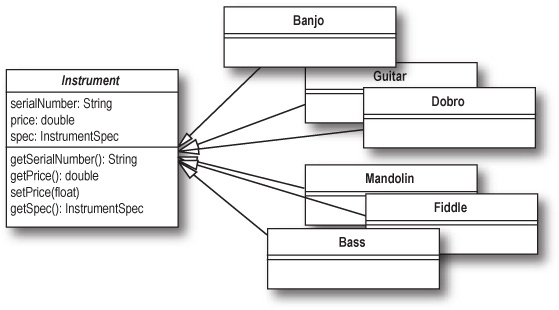 Banjo
Instrument
Guitar
serialNumber: String
price: double
spec: InstrumentSpec
Dobro
getSerialNumber(): String
getPrice(): double
setPrice(float)
getSpec(): InstrumentSpec
Mandolin
Fiddle
Bass